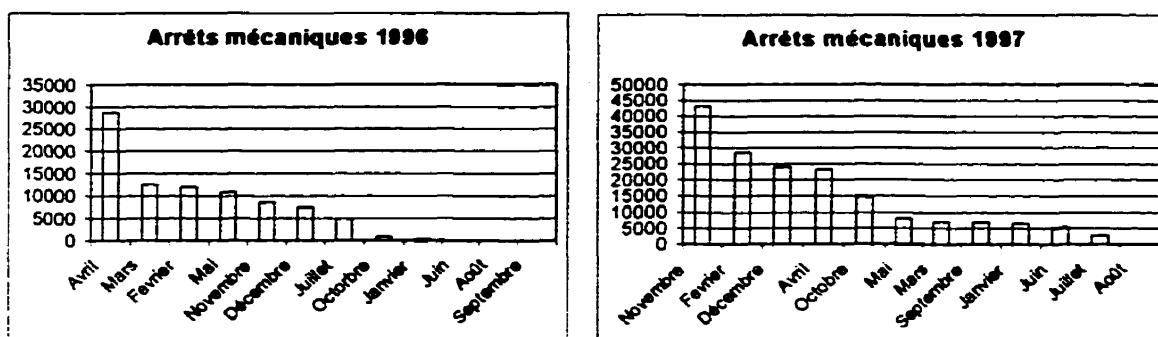 Arrêts mécaniques 1996
35000
30000
25000
20000
15000
10000
5000
0
Avril
Mars
Fevrier
Mai
Novembre
Décembre
Juillet
Octorbre
Janvier
Juin
Août
Septembre
Arrêts mécaniques 1997
50000
45000
40000
35000
30000
25000
20000
15000
10000
5000
0
Novembre
Fevrier
Décembre
Avril
Octobre
Mai
Mars
Septembre
Janvier
Juin
Juillet
Août